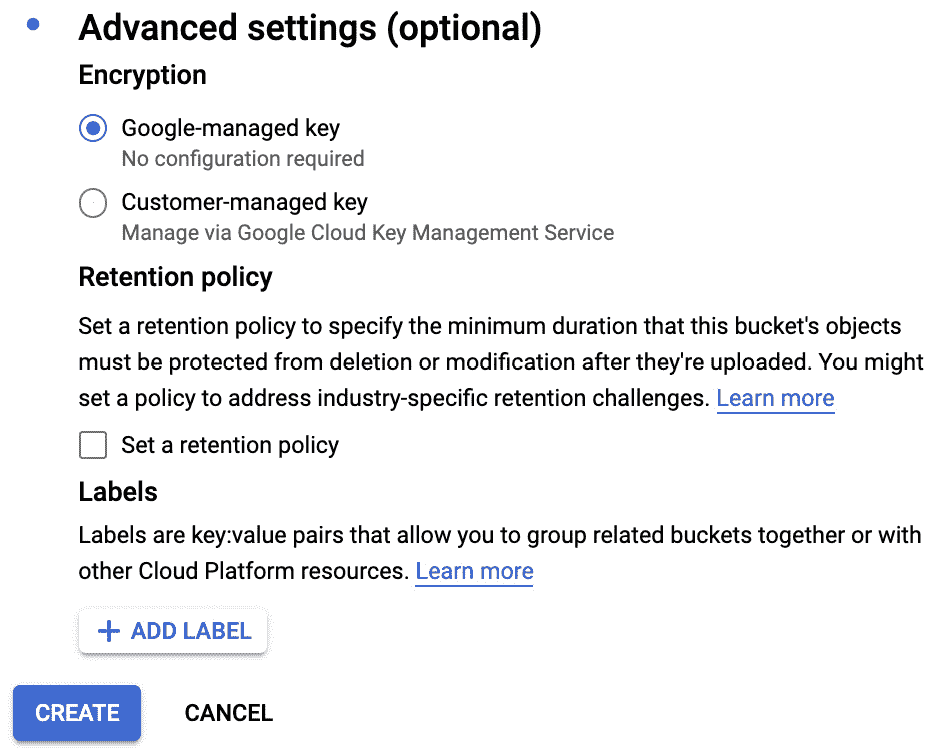 Advanced settings (optional)
Encryption
Google-managed key
No configuration required
Customer-managed key
Manage via Google Cloud Key Management Service
Retention policy
Set a retention policy to specify the minimum duration that this bucket's objects
must be protected from deletion or modification after they're uploaded. You might
set a policy to address industry-specific retention challenges. Learn more
Set a retention policy
Labels
Labels are key:value pairs that allow you to group related buckets together or with
other Cloud Platform resources. Learn more
+ ADD LABEL
CREATE CANCEL